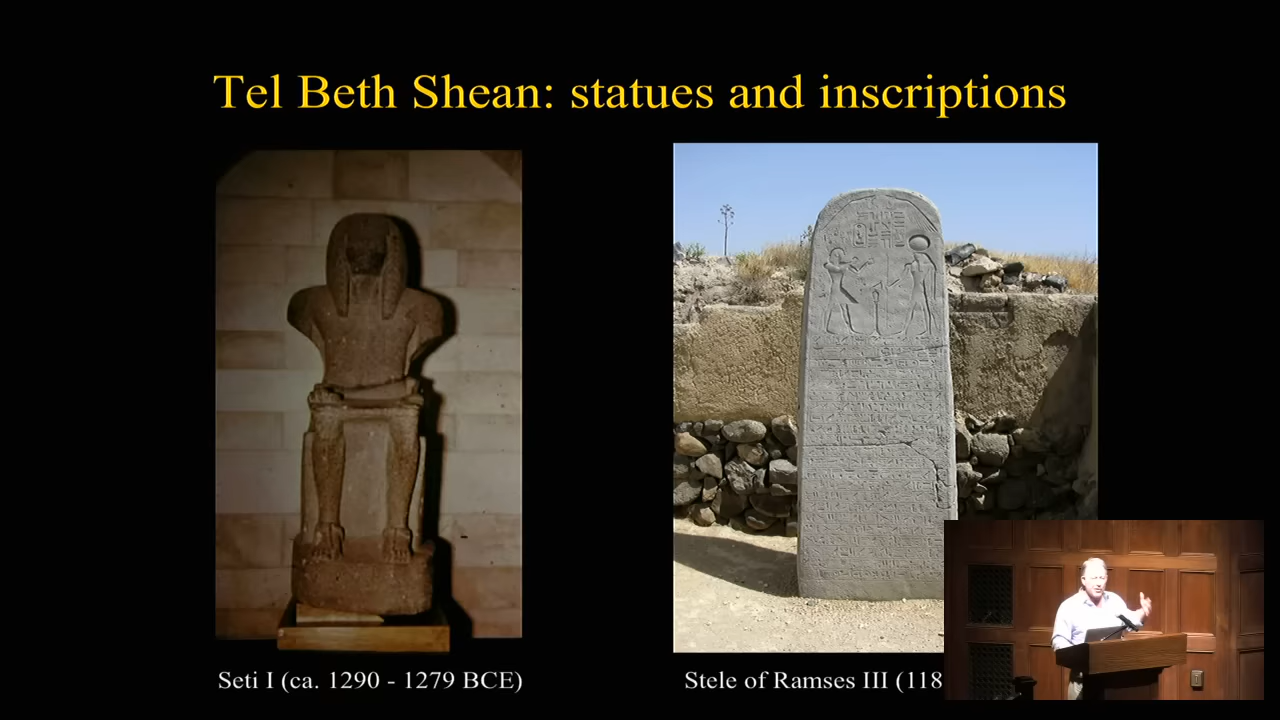 Tel Beth Shean: statues and inscriptions
Seti I (ca. 1290 - 1279 BCE)
Stele of Ramses III (118